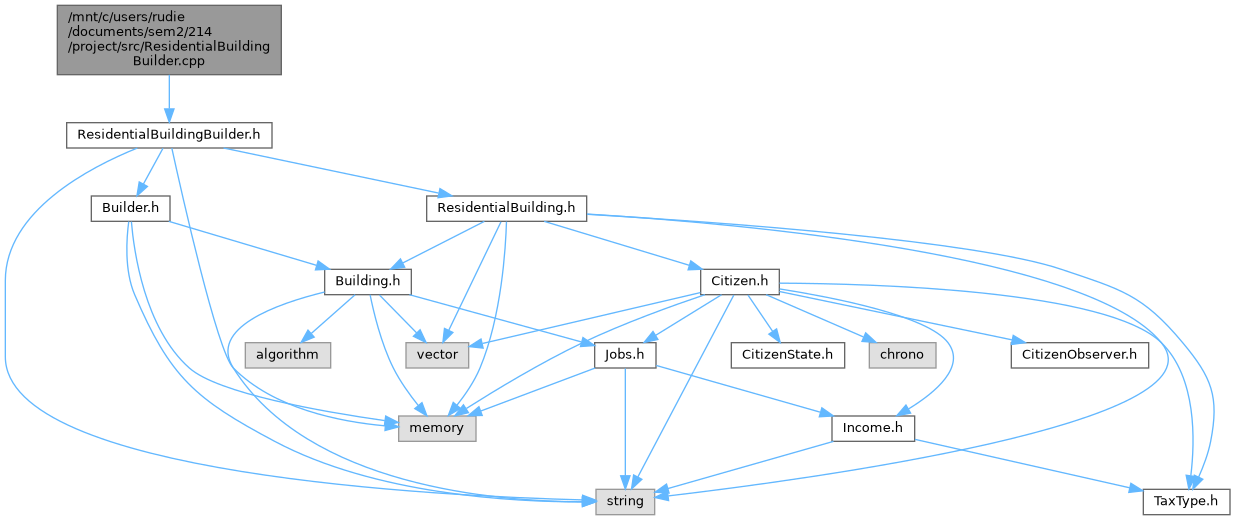 /mnt/c/users/rudie
/documents/sem2/214
/project/src/ResidentialBuilding
Builder.cpp
ResidentialBuildingBuilder.h
Builder.h
ResidentialBuilding.h
Building.h
Citizen.h
algorithm
vector
Jobs.h
CitizenState.h
chrono
CitizenObserver.h
memory
Income.h
string
TaxType.h